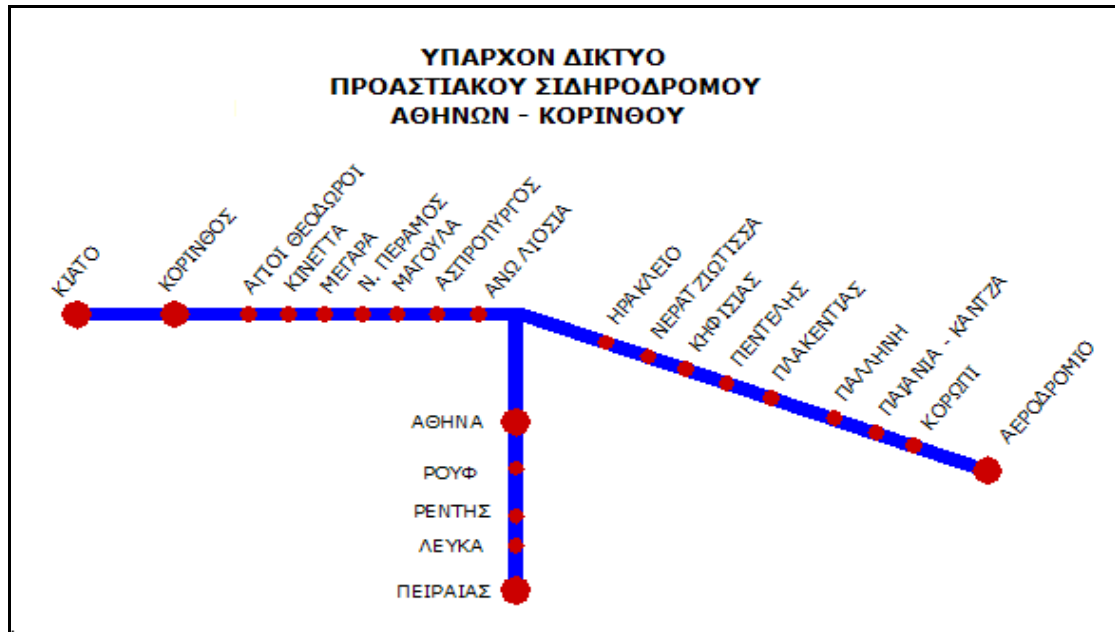 ΥΠΑΡΧΟΝ ΔΙΚΤΥΟ
ΠΡΟΑΣΤΙΑΚΟΥ ΣΙΔΗΡΟΔΡΟΜΟΥ
ΑΘΗΝΩΝ - ΚΟΡΙΝΘΟΥ
ΚΙΑΤΟ
ΚΟΡΙΝΘΟΣ
ΑΓΙΟΙ ΘΕΟΔΩΡΟΙ
ΚΙΝΕΤΤΑ
ΜΕΓΑΡΑ
Ν. ΠΕΡΑΜΟΣ
ΜΑΓΟΥΛΑ
ΑΣΠΡΟΠΥΡΓΟΣ
ΑΝΩ ΛΙΟΣΙΑ
ΗΡΑΚΛΕΙΟ
ΝΕΡΑΤΖΙΩΤΙΣΣΑ
ΚΗΦΙΣΙΑΣ
ΠΕΝΤΕΛΗΣ
ΠΛΑΚΕΝΤΙΑΣ
ΠΑΛΛΗΝΗ
ΠΑΙΑΝΙΑ - ΚΑΝΤΖΑ
ΚΟΡΩΠΙ
ΑΕΡΟΔΡΟΜΙΟ
ΑΘΗΝΑ
ΡΟΥΦ
ΡΕΝΤΗΣ
ΛΕΥΚΑ
ΠΕΙΡΑΙΑΣ